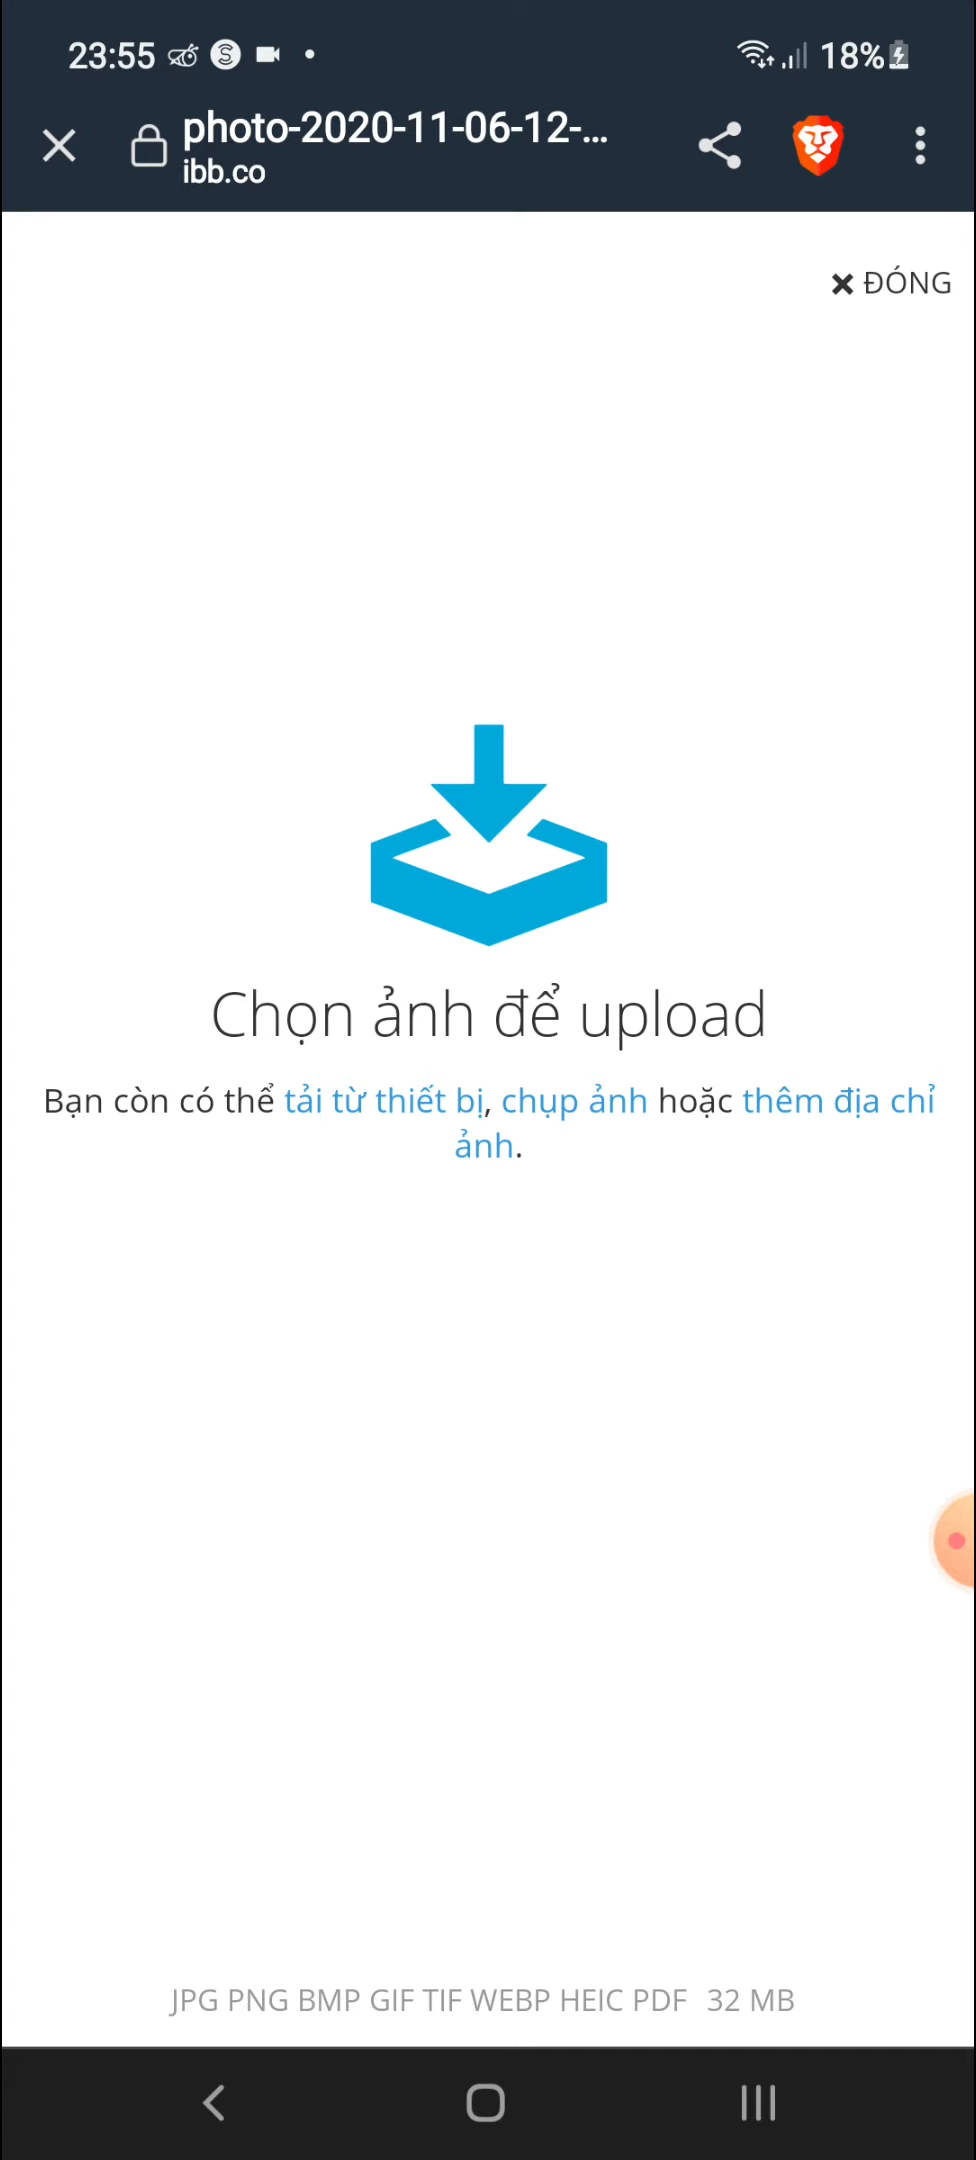 23:55
18%
photo-2020-11-06-12-...
ibb.co
ĐÓNG
Chọn ảnh để upload
Bạn còn có thể tải từ thiết bị, chụp ảnh hoặc thêm địa chỉ
ảnh.
JPG PNG BMP GIF TIF WEBP HEIC PDF 32 MB